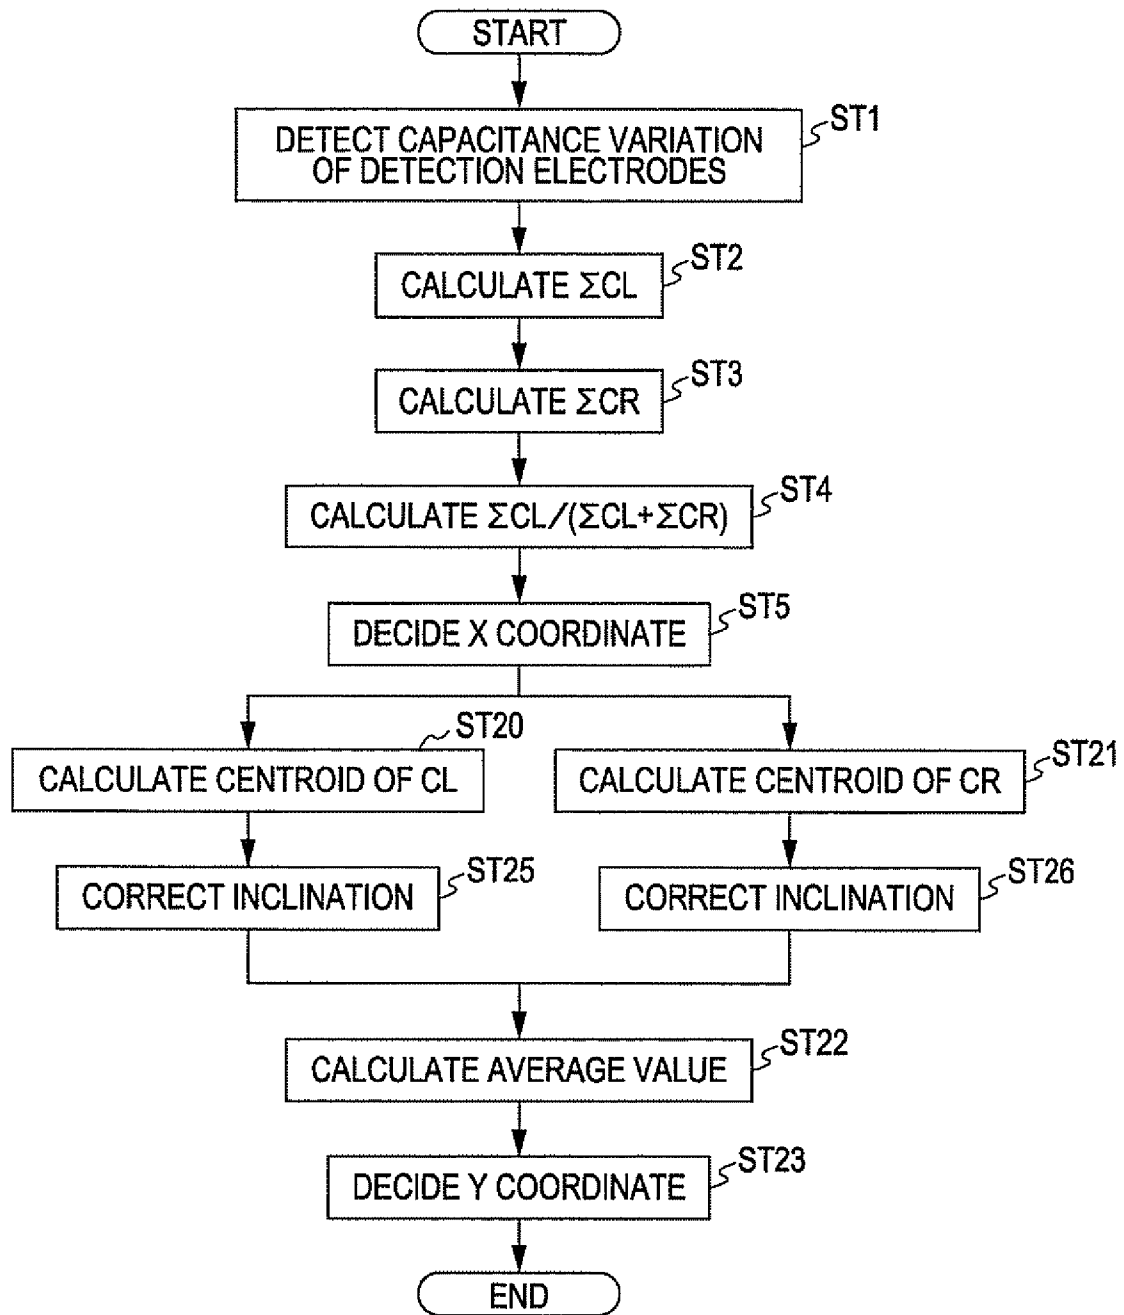 START
ST1
DETECT CAPACITANCE VARIATION
OF DETECTION ELECTRODES
ST2
CALCULATE ΣCL
ST3
CALCULATE ΣCR
ST4
CALCULATE ΣCL/(ΣCL+ΣCR)
ST5
DECIDE X COORDINATE
ST20
CALCULATE CENTROID OF CL
ST21
CALCULATE CENTROID OF CR
ST25
CORRECT INCLINATION
ST26
CORRECT INCLINATION
ST22
CALCULATE AVERAGE VALUE
ST23
DECIDE Y COORDINATE
END